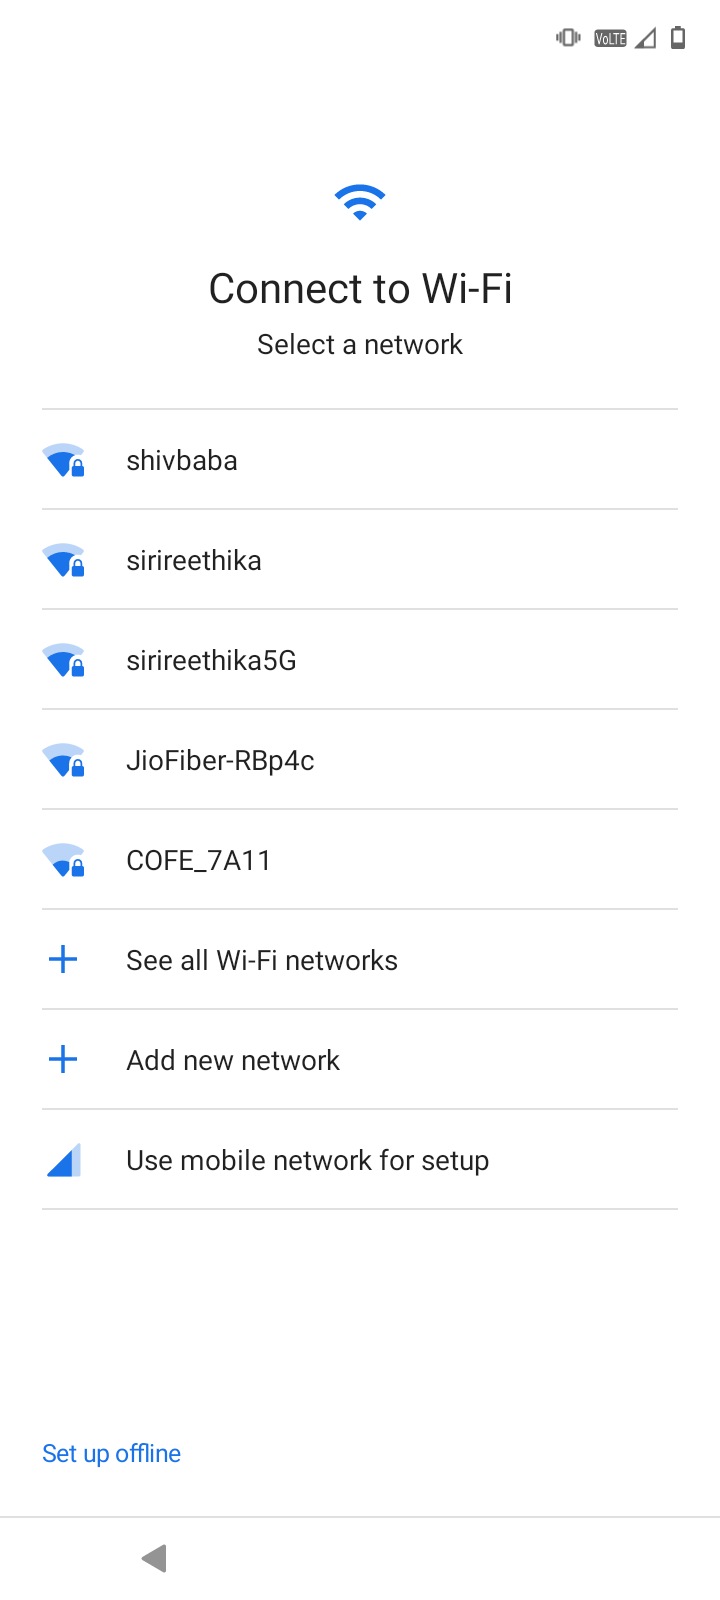 VoLTE
Connect to Wi-Fi
Select a network
shivbaba
sirireethika
sirireethika5G
JioFiber-RBp4c
COFE_7A11
See all Wi-Fi networks
Add new network
Use mobile network for setup
Set up offline